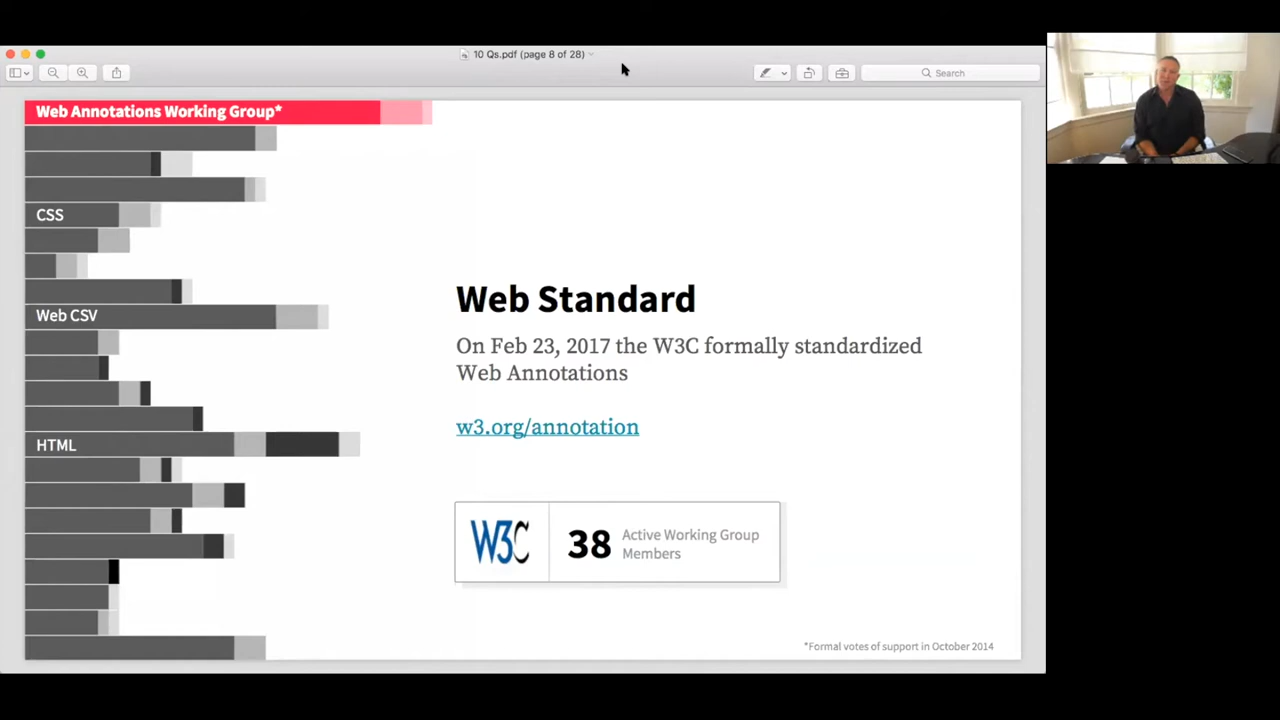 10 Qs.pdf (page 8 of 28)
Search
Web Annotations Working Group*
CSS
Web CSV
HTML
Web Standard
On Feb 23, 2017 the W3C formally standardized
Web Annotations
w3.org/annotation
W3C
38
Active Working Group
Members
*Formal votes of support in October 2014